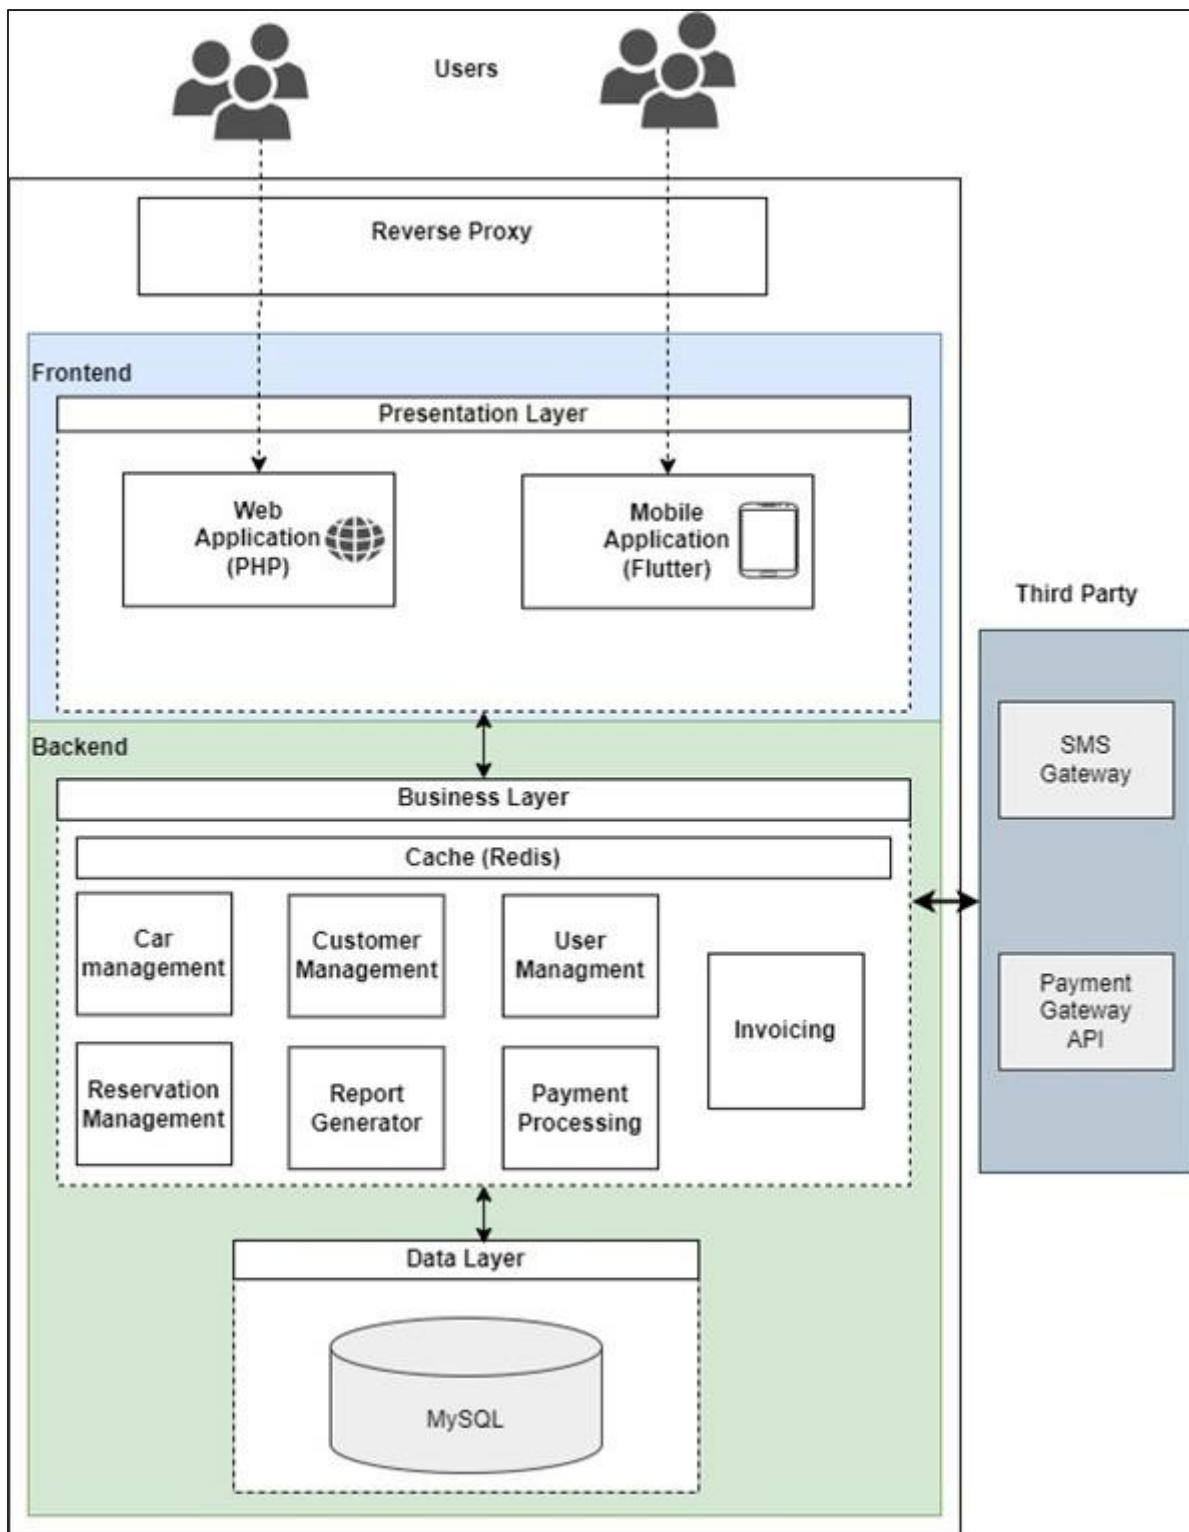 Users
Reverse Proxy
Frontend
Presentation Layer
Web
Application
(PHP)
Mobile
Application
(Flutter)
Third Party
SMS
Gateway
Payment
Gateway
API
Backend
Business Layer
Cache (Redis)
Car
management
Customer
Management
User
Managment
Invoicing
Reservation
Management
Report
Generator
Payment
Processing
Data Layer
MySQL